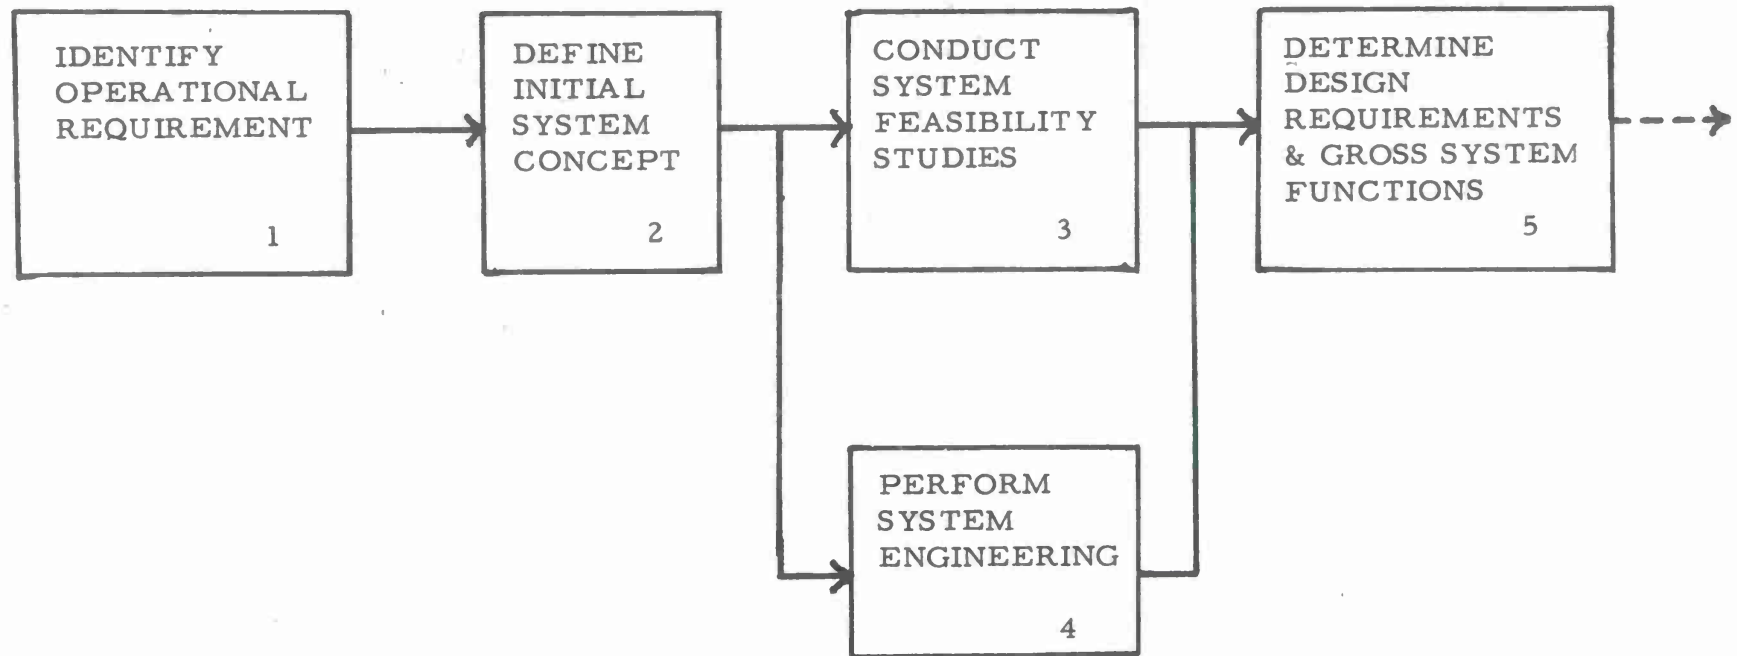 IDENTIFY
OPERATIONAL
REQUIREMENT
1
DEFINE
INITIAL
SYSTEM
CONCEPT
2
CONDUCT
SYSTEM
FEASIBILITY
STUDIES
3
DETERMINE
DESIGN
REQUIREMENTS
& GROSS SYSTEM
FUNCTIONS
5
PERFORM
SYSTEM
ENGINEERING
4